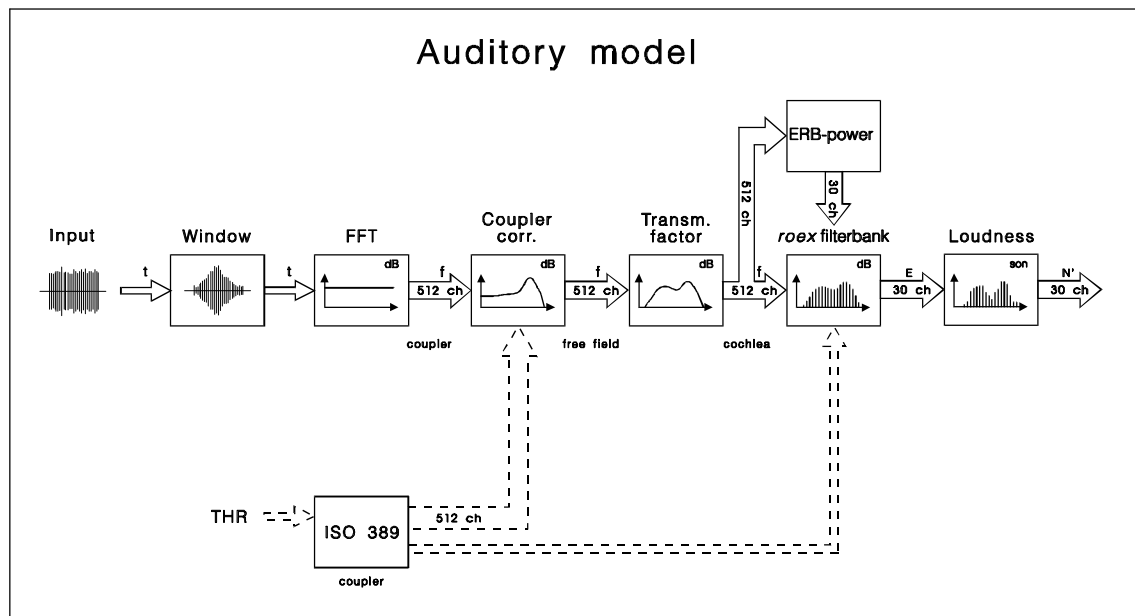 Auditory model
ERB-power
512 ch
30 ch
Input
Window
FFT
Coupler
corr.
Transm.
factor
roex filterbank
Loudness
t
t
dB
f
512 ch
dB
f
512 ch
dB
f
512 ch
dB
E
30 ch
son
N'
30 ch
coupler
free field
cochlea
THR
ISO 389
512 ch
coupler